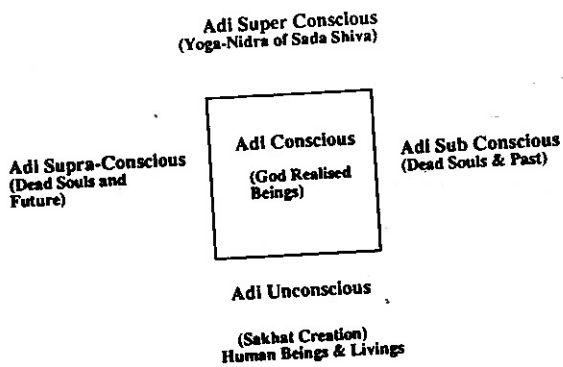 Adi Super Conscious
(Yoga-Nidra of Sada Shiva)
Adi Supra-Conscious
(Dead Souls and
Future)
Adi Conscious
(God Realised
Beings)
Adi Sub Conscious
(Dead Souls & Past)
Adi Unconscious
(Sakhat Creation)
Human Beings & Livings